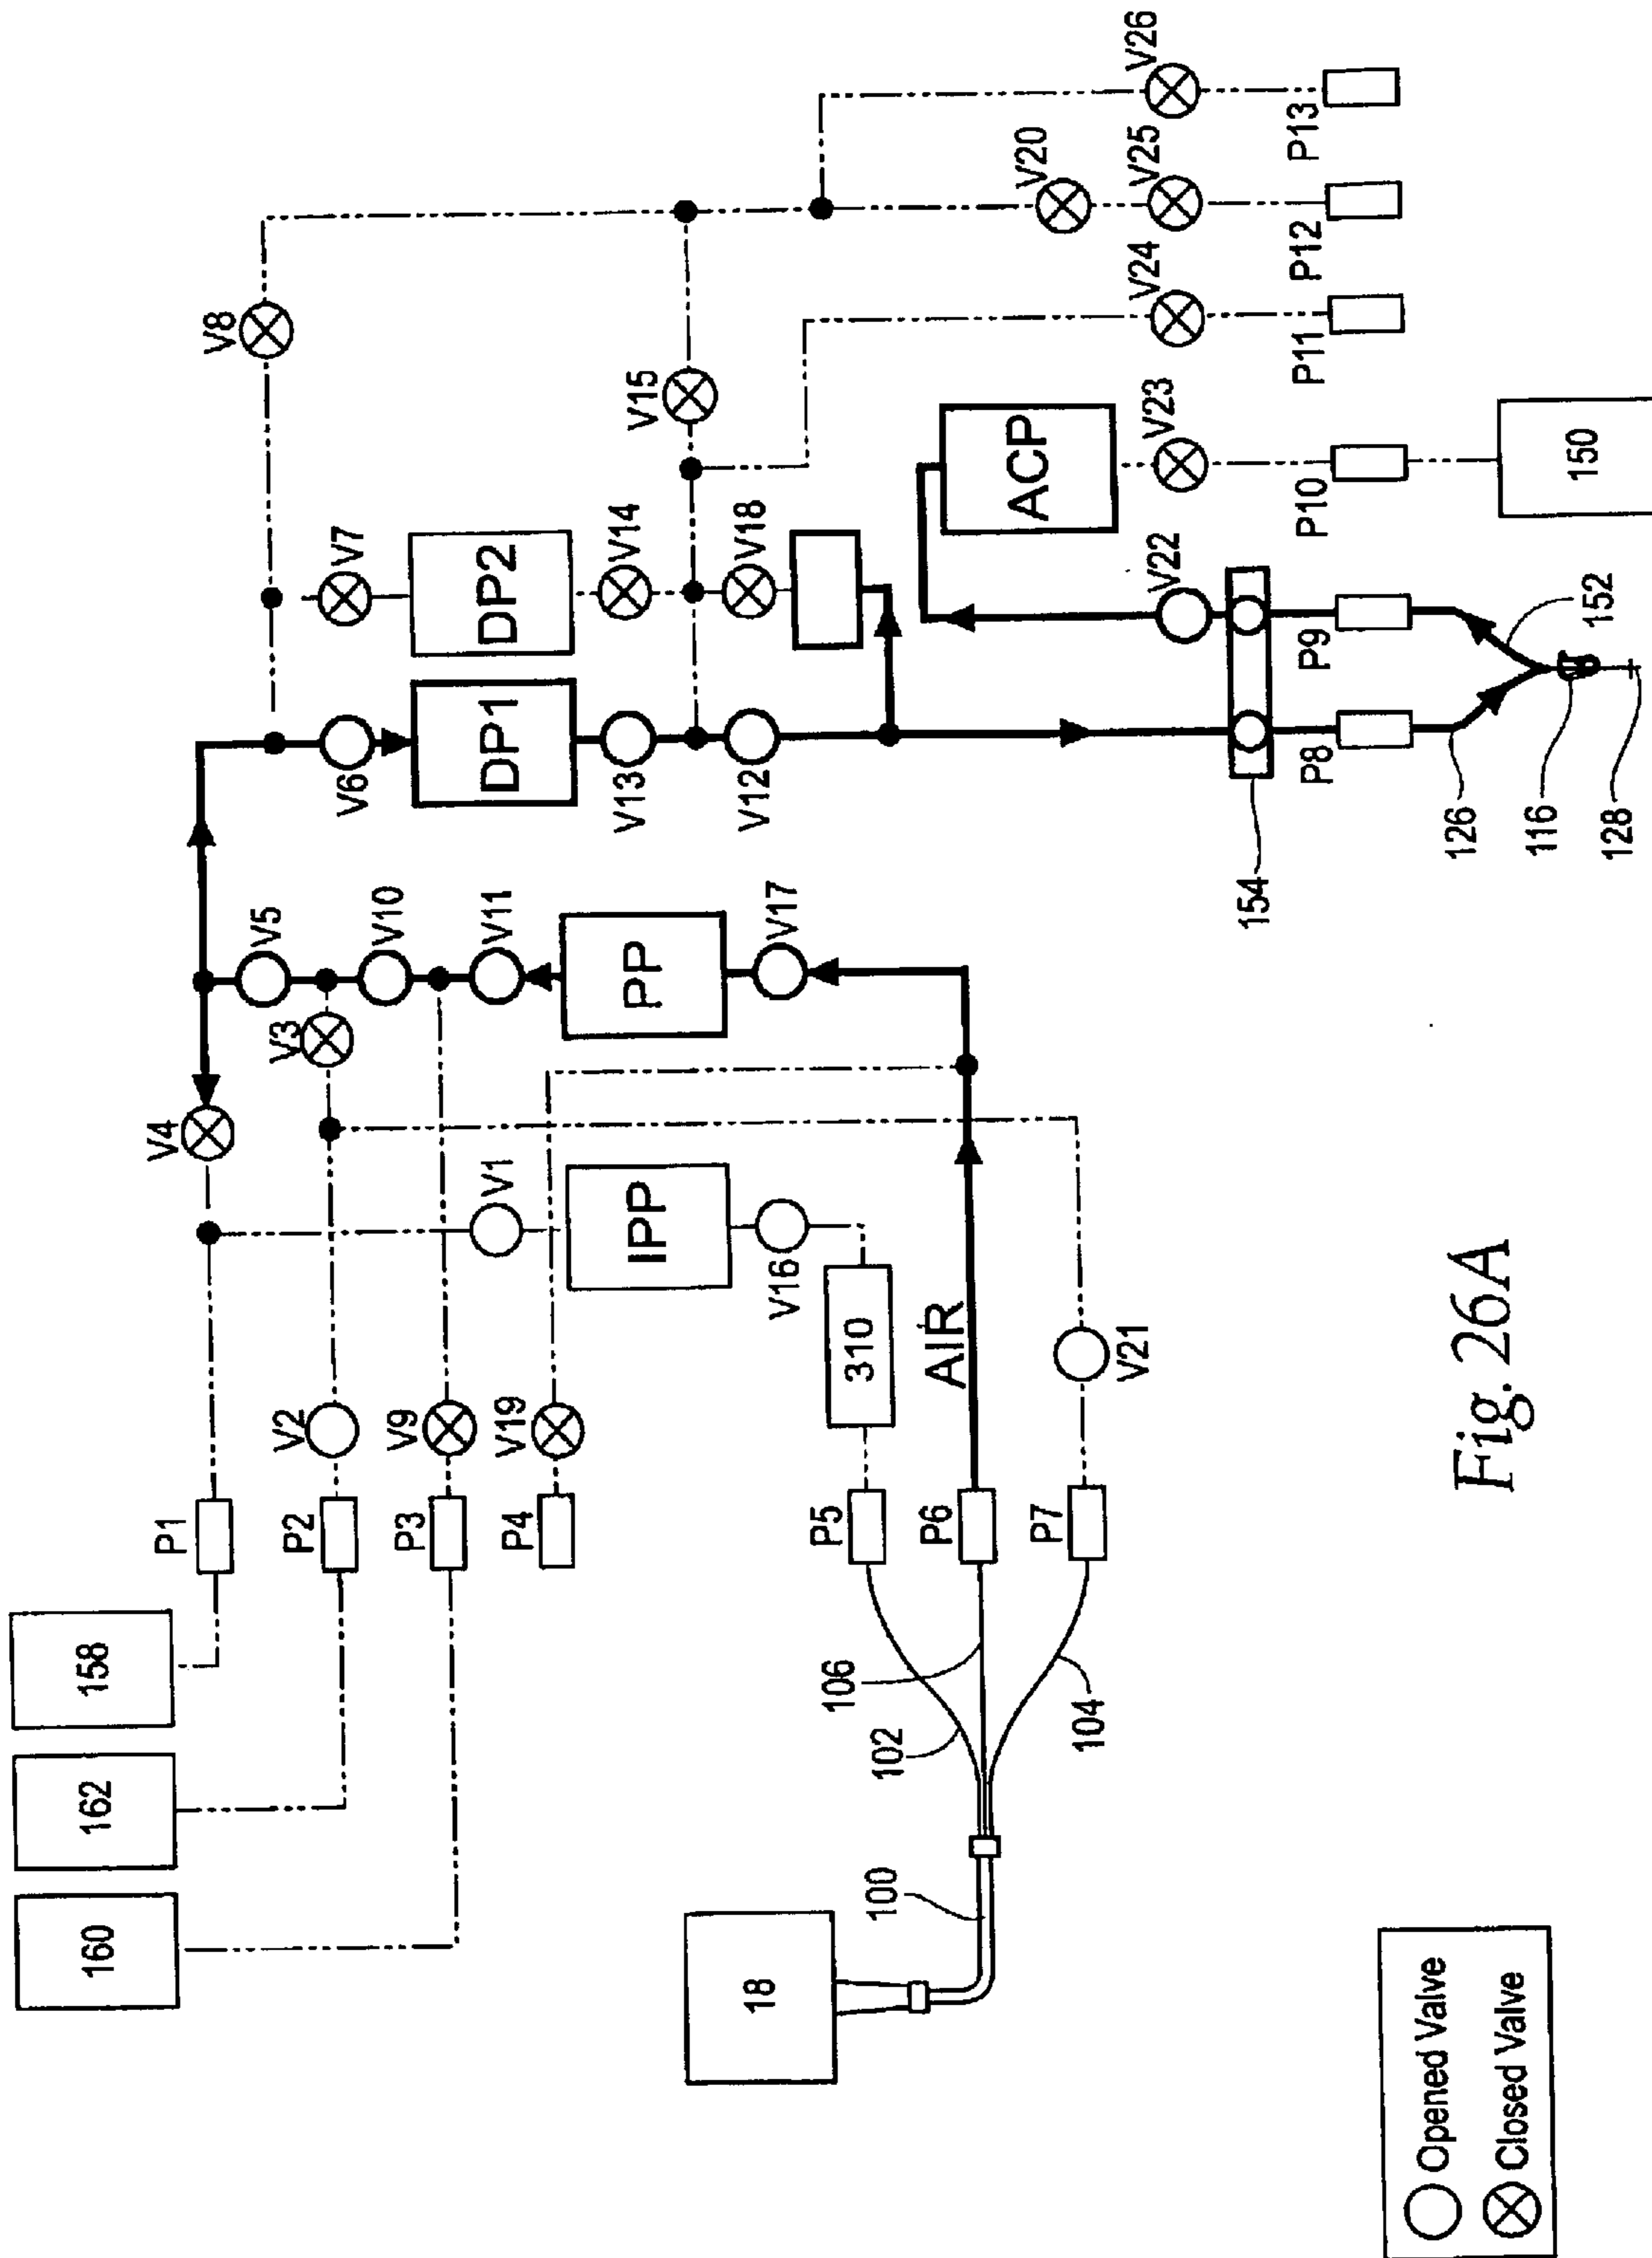 160
162
158
P1
P2
P3
P4
V2
V9
V19
V4
V3
V5
V10
V11
V1
IPP
V16
310
P5
P6
P7
AIR
V21
PP
V17
18
100
102
106
104
V6
DP1
V13
V12
V7
DP2
V14
V18
V8
V15
V20
V24
V25
V26
P11
P12
P13
ACP
V23
P10
150
V22
154
P8
P9
126
116
128
152
Opened Valve
Closed Valve
Fig. 26A